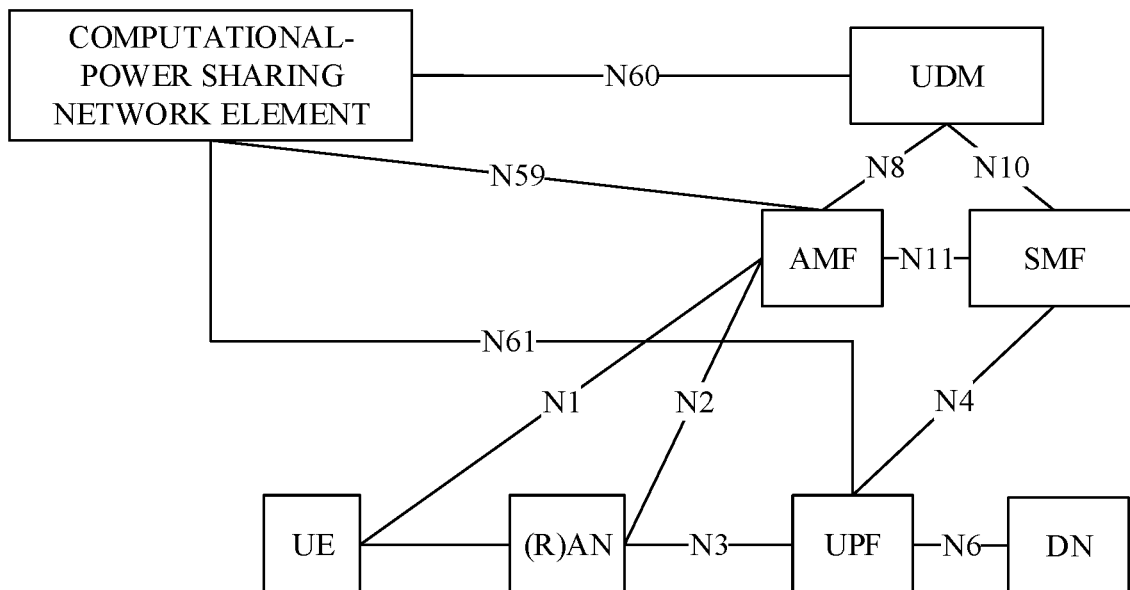 COMPUTATIONAL-
POWER SHARING
NETWORK ELEMENT
N60
UDM
N59
N8
N10
AMF
N11
SMF
N61
N1
N2
N4
UE
(R)AN
N3
UPF
N6
DN